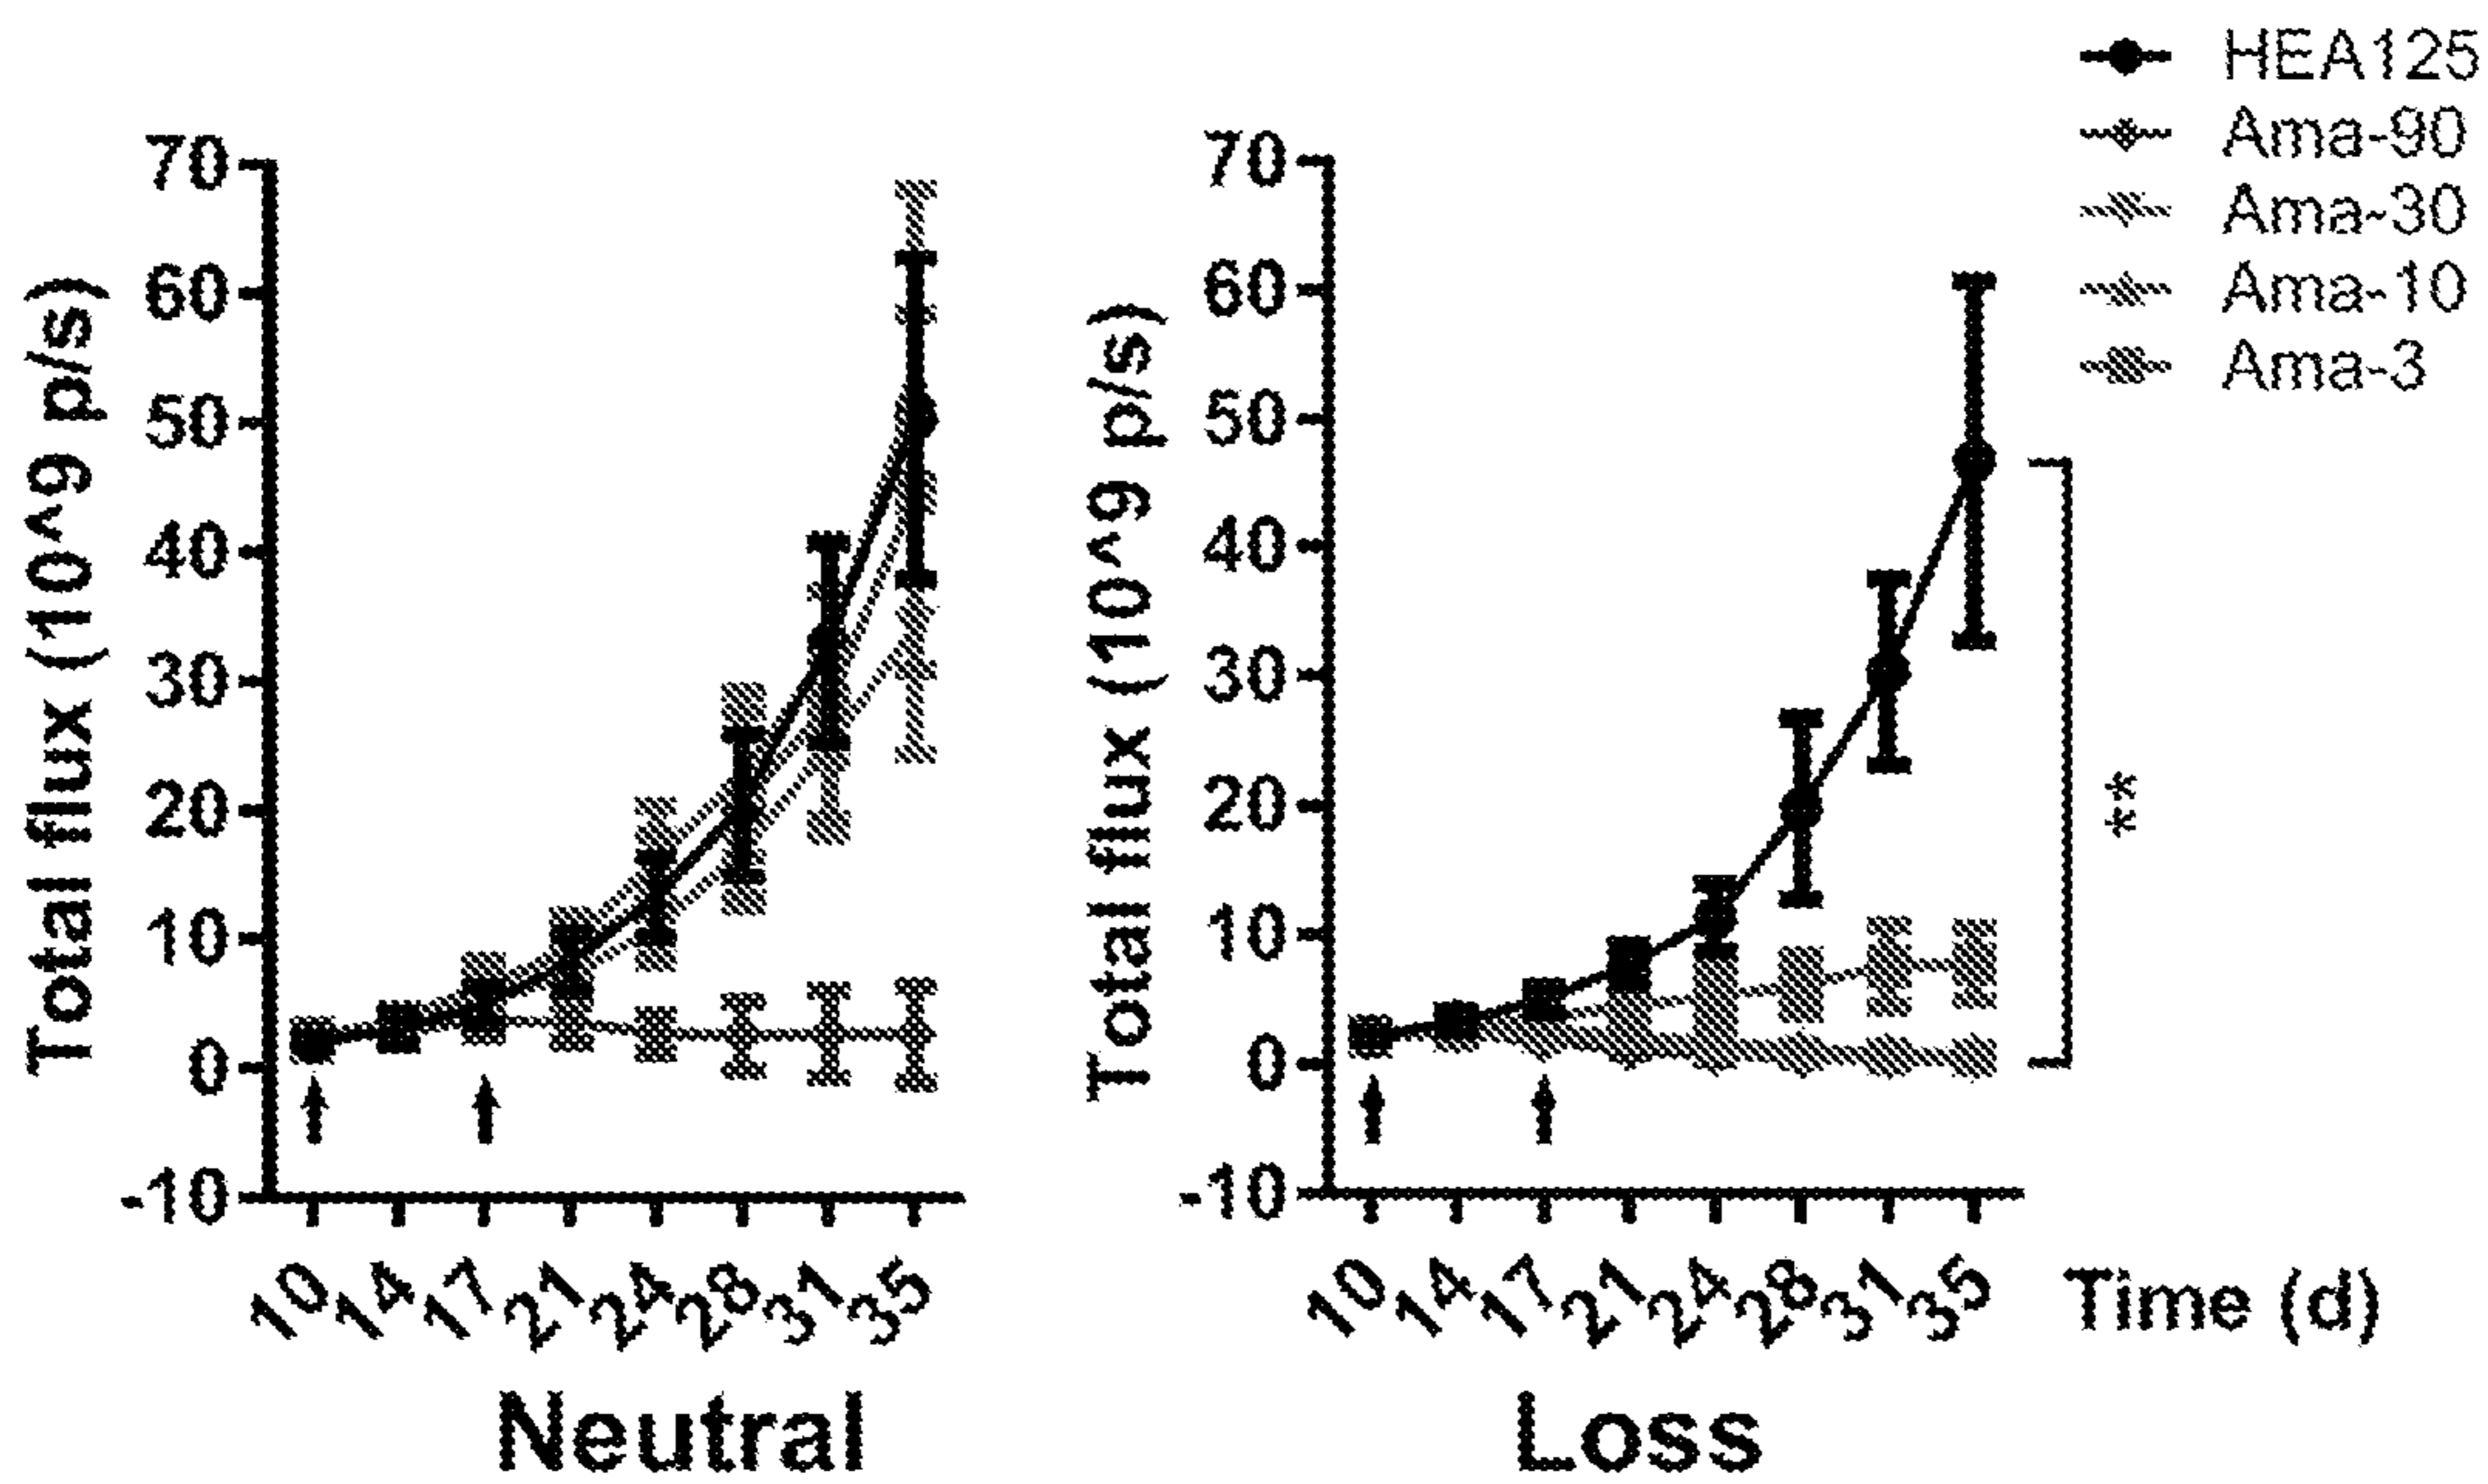 HEA125
Ama-90
Ama-30
Ama-10
Ama-3
Total flux (10^9 p/s)
70
60
50
40
30
20
10
0
-10
10 14 17 21 24 28 31 35
Neutral
Total flux (10^9 p/s)
70
60
50
40
30
20
10
0
-10
**
10 14 17 21 24 28 31 35
Time (d)
Loss